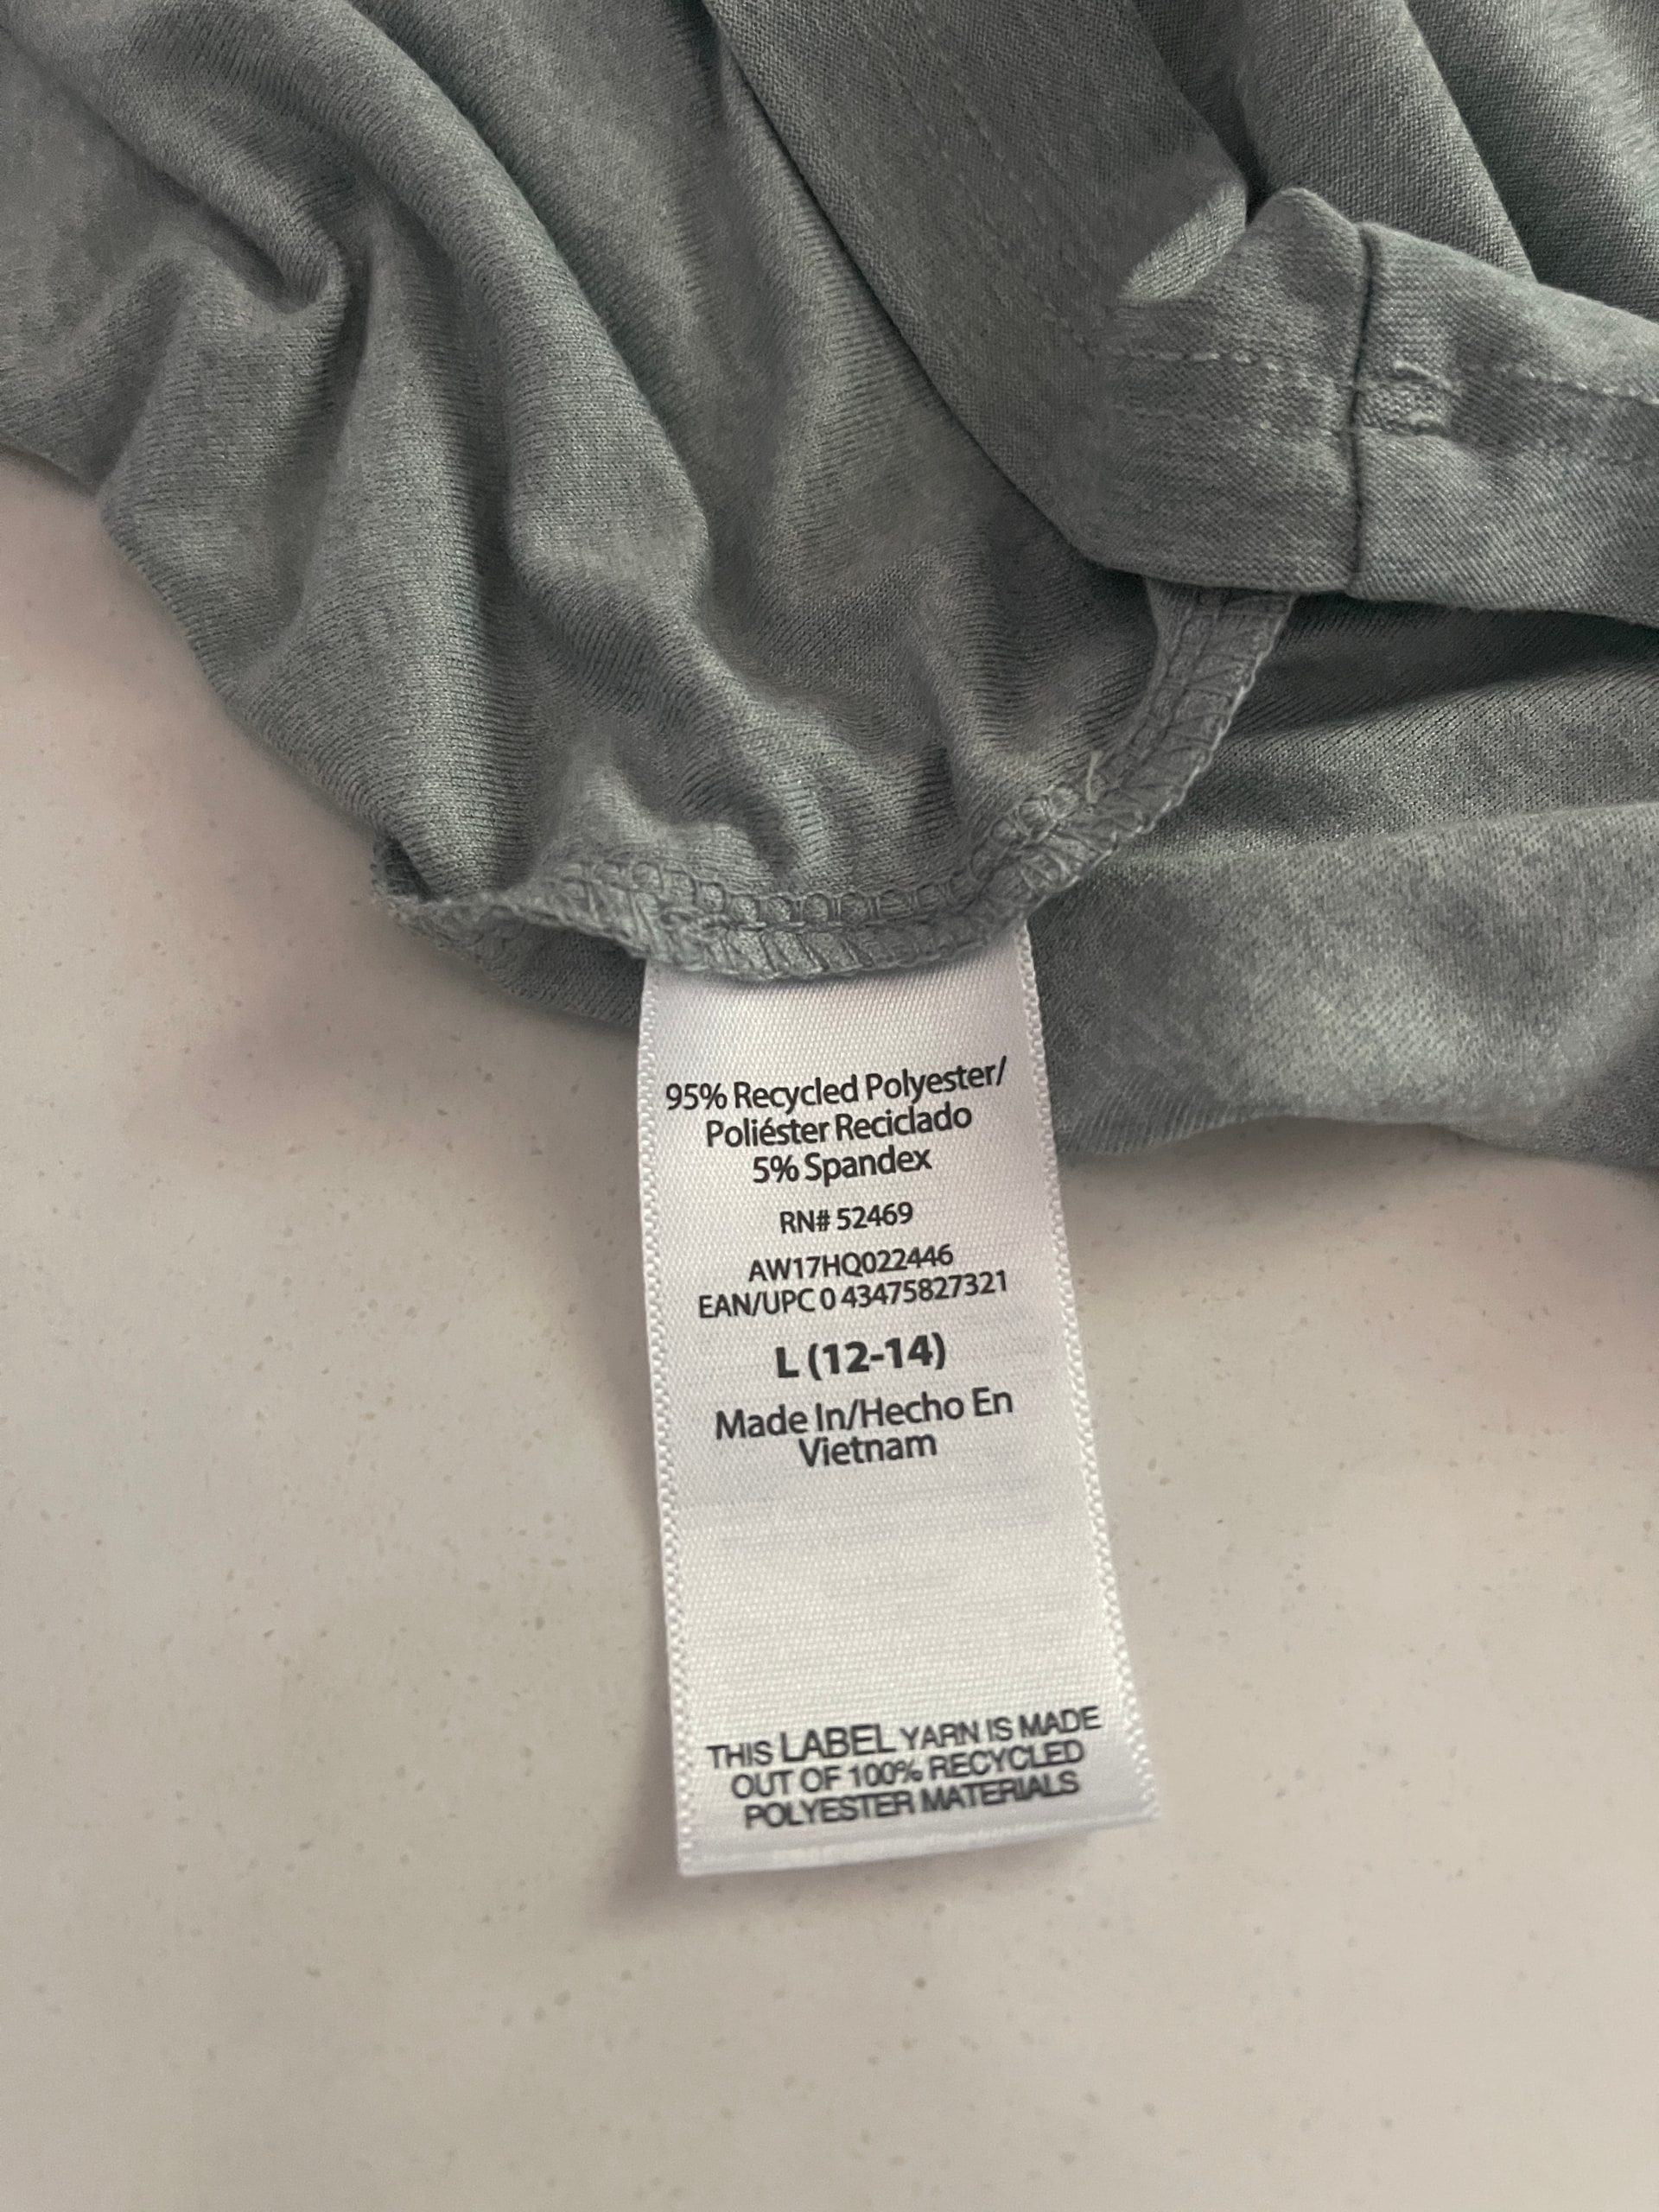 95% Recycled Polyester/
Poliéster Reciclado
5% Spandex
RN# 52469
AW17HQ022446
EAN/UPC 0 43475827321
L (12-14)
Made In/Hecho En
Vietnam
THIS LABEL YARN IS MADE
OUT OF 100% RECYCLED
POLYESTER MATERIALS